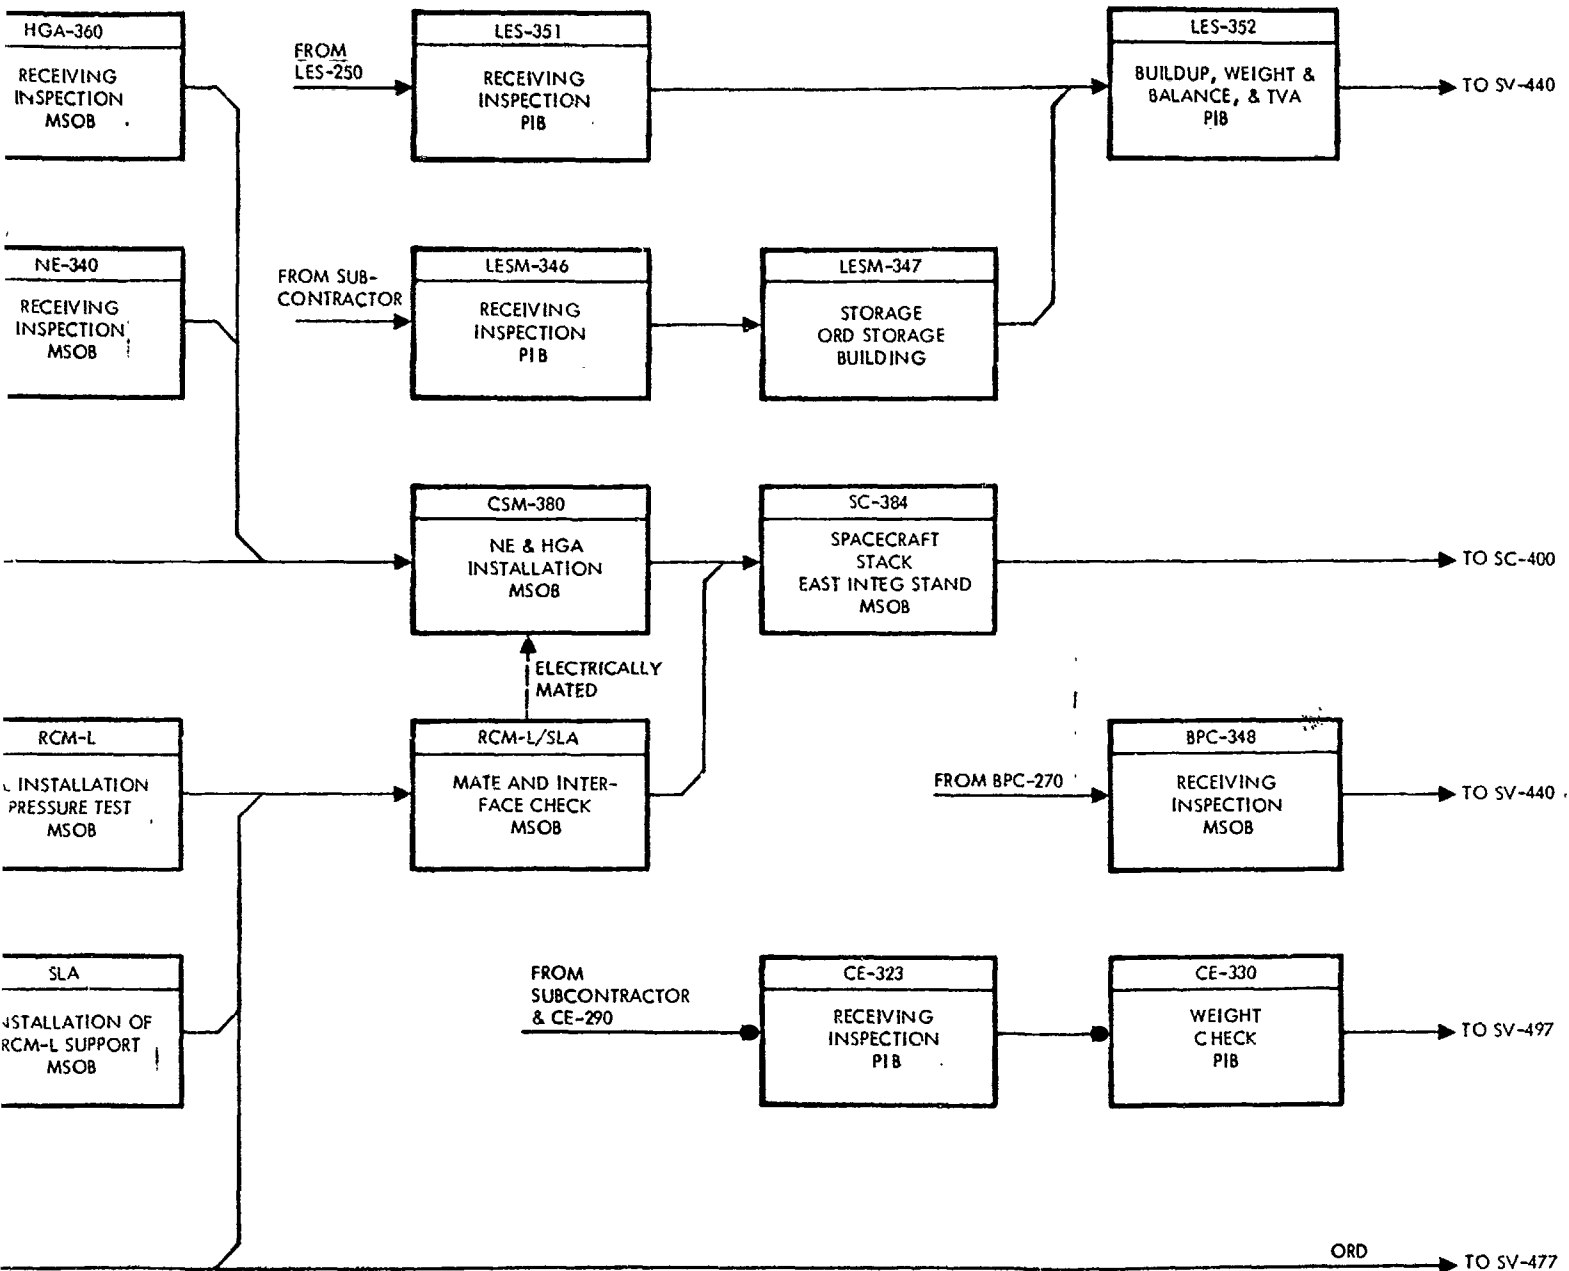 HGA-360
RECEIVING
INSPECTION
MSOB
FROM
LES-250
LES-351
RECEIVING
INSPECTION
PIB
LES-352
BUILDUP, WEIGHT &
BALANCE, & TVA
PIB
TO SV-440
NE-340
RECEIVING
INSPECTION
MSOB
FROM SUB-
CONTRACTOR
LESM-346
RECEIVING
INSPECTION
PIB
LESM-347
STORAGE
ORD STORAGE
BUILDING
CSM-380
NE & HGA
INSTALLATION
MSOB
SC-384
SPACECRAFT
STACK
EAST INTEG STAND
MSOB
TO SC-400
ELECTRICALLY
MATED
RCM-L
INSTALLATION
PRESSURE TEST
MSOB
RCM-L/SLA
MATE AND INTER-
FACE CHECK
MSOB
FROM BPC-270
BPC-348
RECEIVING
INSPECTION
MSOB
TO SV-440
SLA
NSTALLATION OF
RCM-L SUPPORT
MSOB
FROM
SUBCONTRACTOR
& CE-290
CE-323
RECEIVING
INSPECTION
PIB
CE-330
WEIGHT
CHECK
PIB
TO SV-497
ORD
TO SV-477